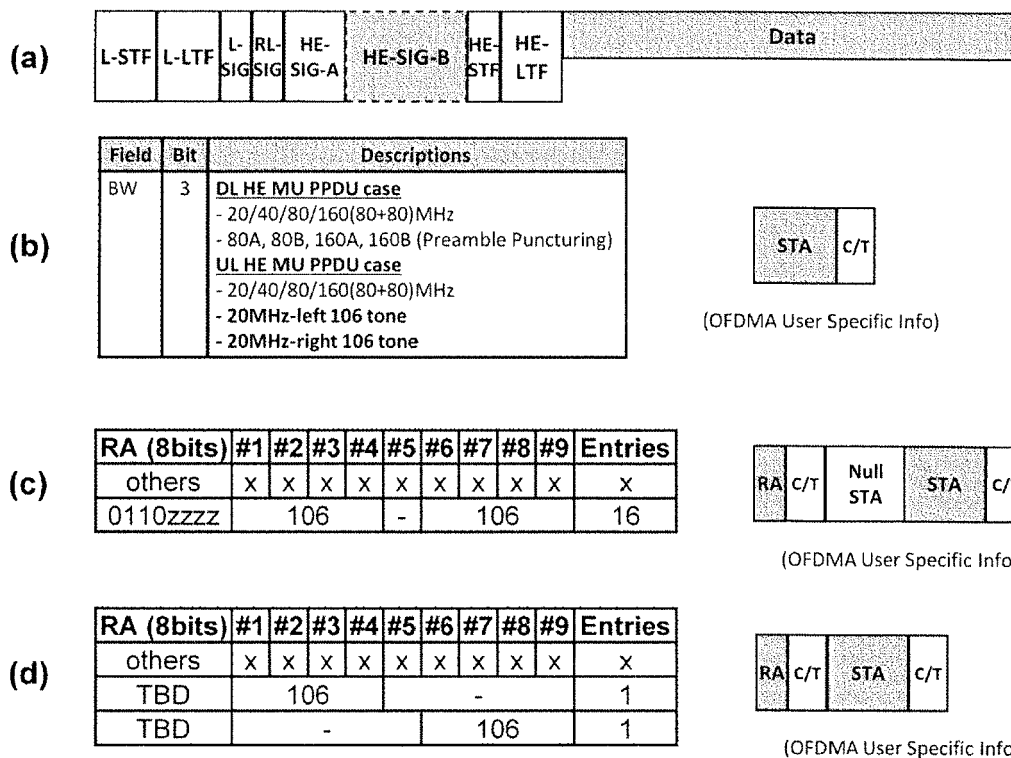 (a)
L-STF L-LTF L-SIG RL-SIG HE-SIG-A HE-SIG-B HE-STF HE-LTF Data
(b)
Field Bit Descriptions
BW 3 DL HE MU PPDU case
- 20/40/80/160(80+80)MHz
- 80A, 80B, 160A, 160B (Preamble Puncturing)
UL HE MU PPDU case
- 20/40/80/160(80+80)MHz
- 20MHz-left 106 tone
- 20MHz-right 106 tone
STA C/T
(OFDMA User Specific Info)
(c)
RA (8bits) #1 #2 #3 #4 #5 #6 #7 #8 #9 Entries
others x x x x x x x x x x
0110zzzz 106 - 106 16
RA C/T Null STA STA C/
(OFDMA User Specific Info
(d)
RA (8bits) #1 #2 #3 #4 #5 #6 #7 #8 #9 Entries
others x x x x x x x x x x
TBD 106 - 1
TBD - 106 1
RA C/T STA C/T
(OFDMA User Specific Info